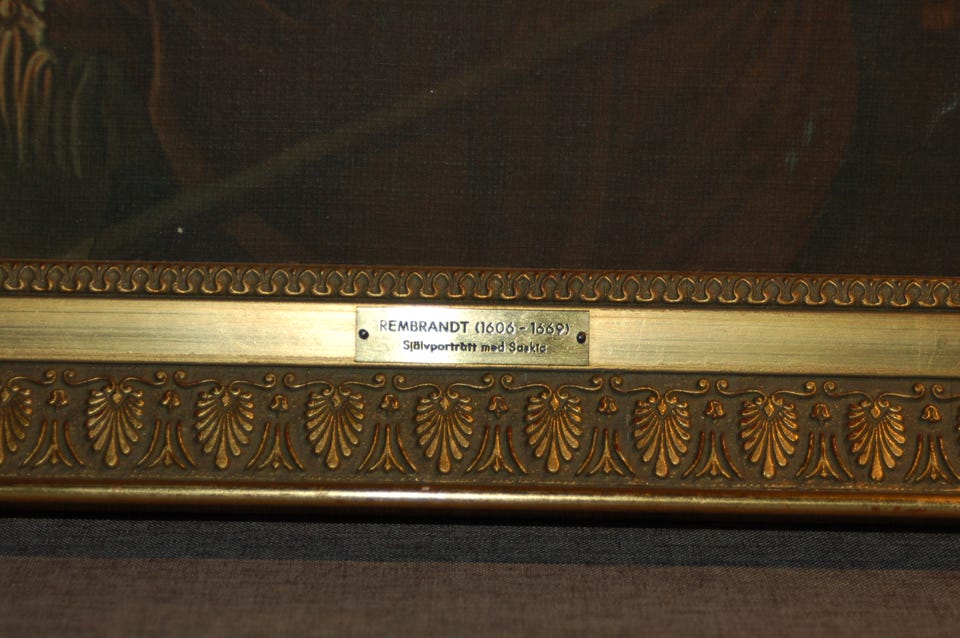 REMBRANDT (1606 - 1669)
Självporträtt med Saskia